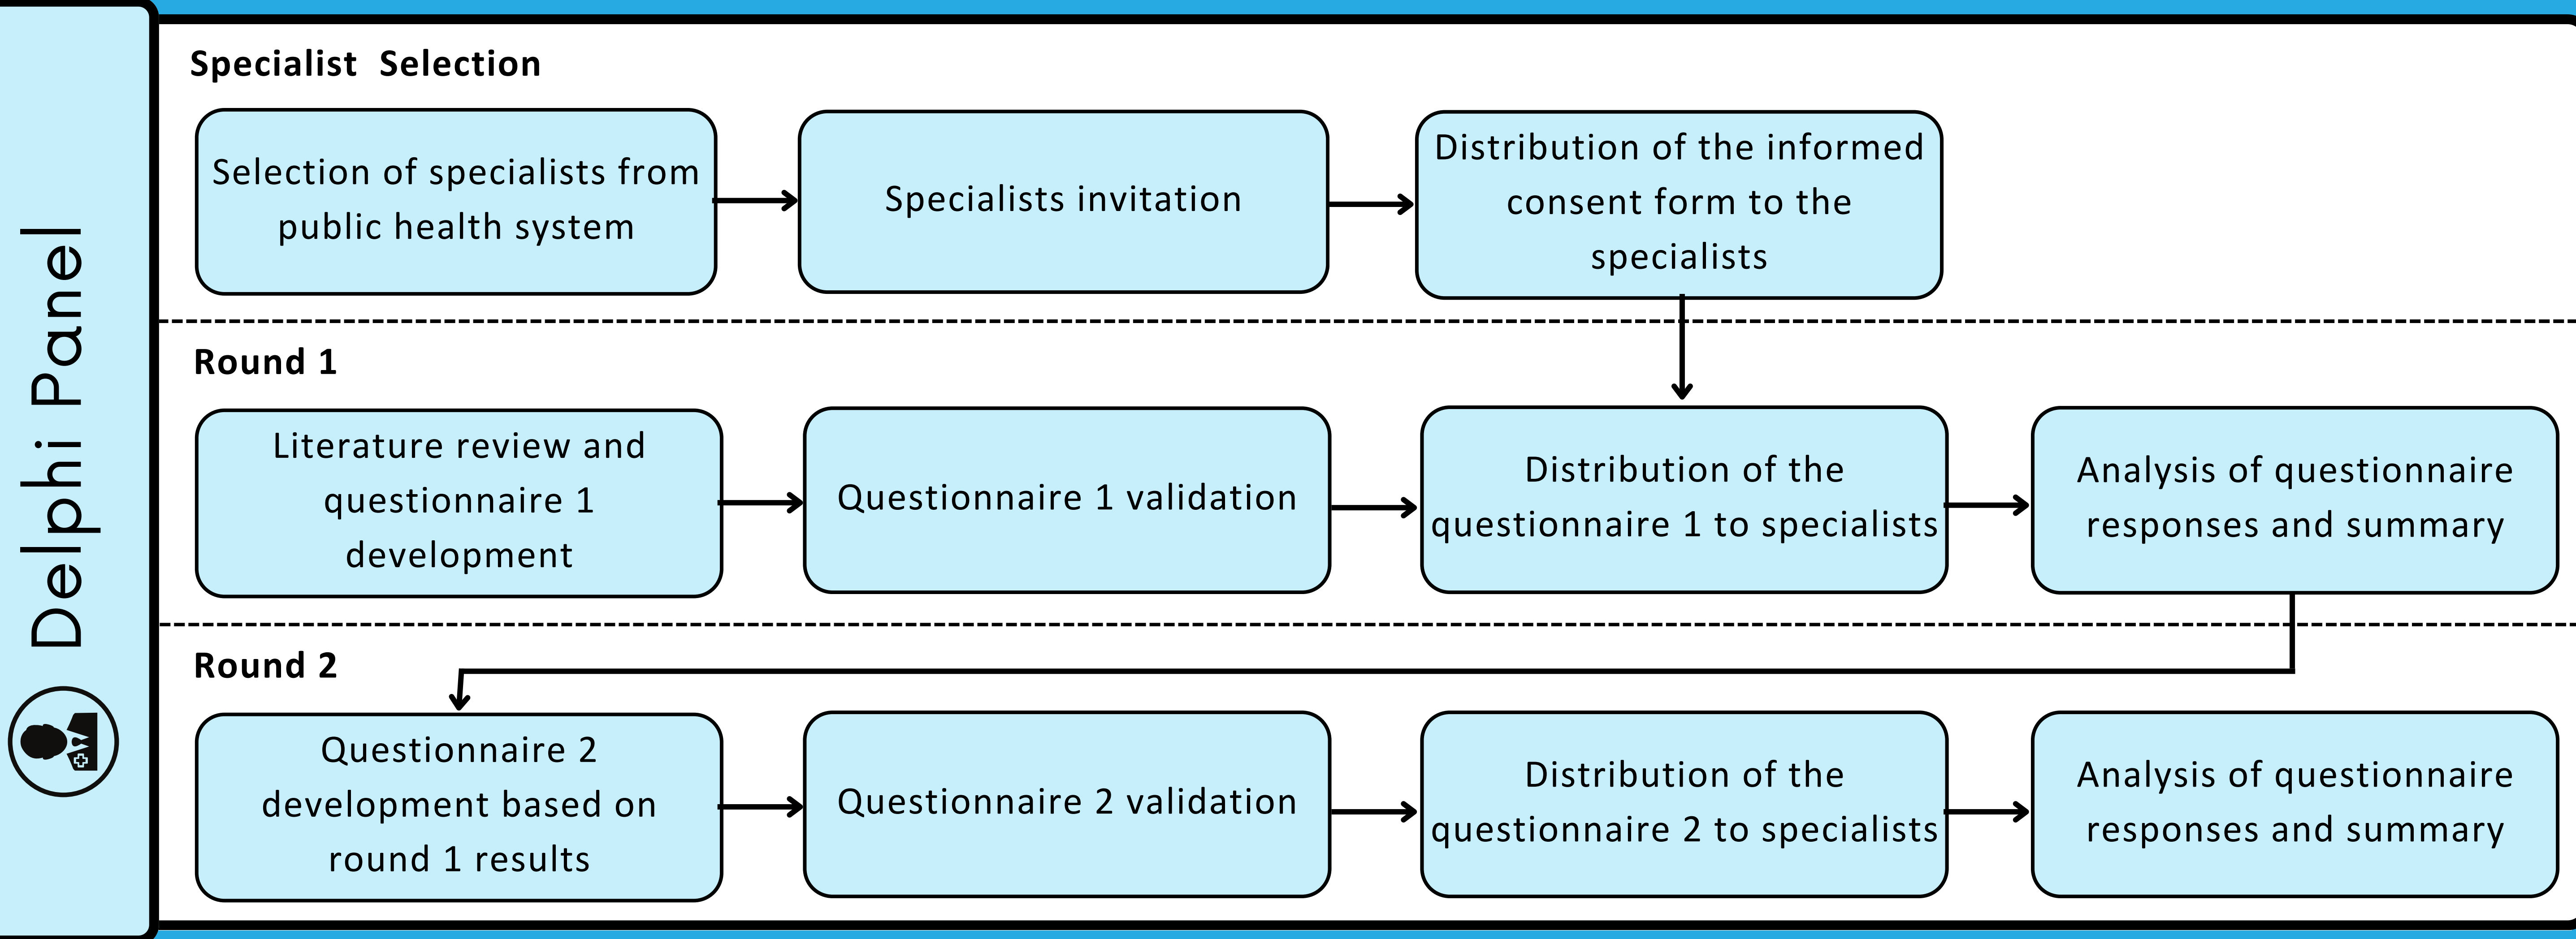 Delphi Panel
Specialist Selection
Selection of specialists from
public health system
Specialists invitation
Distribution of the informed
consent form to the
specialists
Round 1
Literature review and
questionnaire 1
development
Questionnaire 1 validation
Distribution of the
questionnaire 1 to specialists
Analysis of questionnaire
responses and summary
Round 2
Questionnaire 2
development based on
round 1 results
Questionnaire 2 validation
Distribution of the
questionnaire 2 to specialists
Analysis of questionnaire
responses and summary